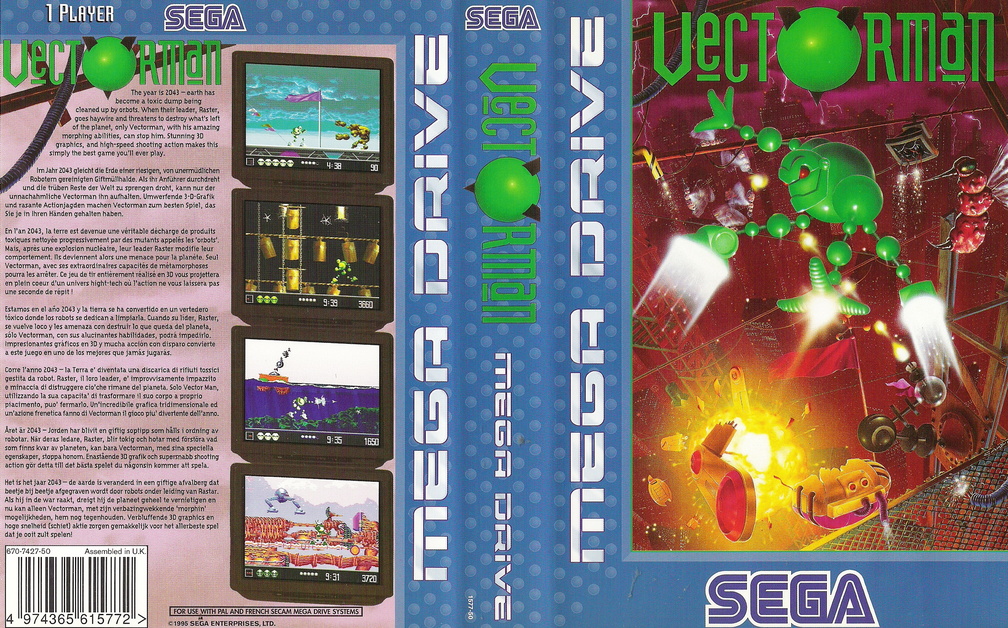 1 PLAYER
SEGA
VECTORMAN
The year is 2043 – earth has
become a toxic dump being
cleaned up by orbots. When their leader, Raster,
goes haywire and threatens to destroy what's left
of the planet, only Vectorman, with his amazing
morphing abilities, can stop him. Stunning 3D
graphics, and high-speed shooting action makes this
simply the best game you'll ever play.
Im Jahr 2043 gleicht die Erde einer riesigen, von unermüdlichen
Robotern gereinigten Giftmüllhalde. Als ihr Anführer durchdreht
und die trüben Reste der Welt zu sprengen droht, kann nur der
unnachahmliche Vectorman ihn aufhalten. Umwerfende 3-D-Grafik
und rasante Actionjagden machen Vectorman zum besten Spiel, das
Sie je in Ihren Händen gehalten haben.
En l'an 2043, la terre est devenue une véritable décharge de produits
toxiques nettoyée progressivement par des mutants appelés les 'orbots'.
Mais, après une explosion nucleaire, leur leader Raster modifie leur
comportement. Ils deviennent alors une menace pour la planète. Seul
Vectorman, avec ses extraordinaires capacités de métamorphoses
pourra les arrêter. Ce jeu de tir entièrement réalisé en 3D vous projettera
en plein coeur d'un univers hight-tech où l'action ne vous laissera pas
une seconde de répit !
Estamos en el año 2043 y la tierra se ha convertido en un vertedero
tóxico donde los robots se dedican a limpiarla. Cuando su líder, Raster,
se vuelve loco y les amenaza con destruir lo que queda del planeta,
sólo Vectorman, con sus alucinantes habilidades, podrá impedirlo.
Impresionantes gráficos en 3D y mucha acción con disparo convierte
a este juego en uno de los mejores que jamás jugarás.
Corre l'anno 2043 – la Terra e' diventata una discarica di rifiuti tossici
gestita da robot. Raster, il loro leader, e' improvvisamente impazzito
e minaccia di distruggere cio'che rimane del pianeta. Solo Vector Man,
utilizzando la sua capacità di trasformare il suo corpo a proprio
piacimento, puo' fermarlo. Un'incredibile grafica tridimensionale ed
un'azione frenetica fanno di Vectorman il gioco piu' divertente dell'anno.
Året är 2043 – Jorden har blivit en giftig soptipp som hålls i ordning av
robotar. När deras ledare, Raster, blir tokig och hotar med förstöra vad
som finns kvar av planeten, kan bara Vectorman, med sina speciella
egenskaper, stoppa honom. Enastående 3D grafik och supersnabb shooting
action gör detta till det bästa spelet du någonsin kommer att spela.
Het is het jaar 2043 – de aarde is veranderd in een giftige afvalberg dat
beetje bij beetje afgegraven wordt door robots onder leiding van Rastar.
Als hij in de war raakt, dreigt hij de planeet geheel te vernietigen en
nu kan alleen Vectorman, met zijn verbazingwekkende 'morphin'
mogelijkheden, hem nog tegenhouden. Verbluffende 3D graphics en
hoge snelheid (schiet) aktie zorgen gemakkelijk voor het allerbeste spel
dat je ooit zult spelen!
670-7427-50 Assembled in U.K.
4 974365 615772 >
4:38 90
9:39 3660
9:35 1650
9:31 3720
FOR USE WITH PAL AND FRENCH SECAM MEGA DRIVE SYSTEMS
©1995 SEGA ENTERPRISES, LTD.
MEGA DRIVE
SEGA
VECTORMAN
MEGA DRIVE
1577-50
MEGA DRIVE
VECTORMAN
SEGA